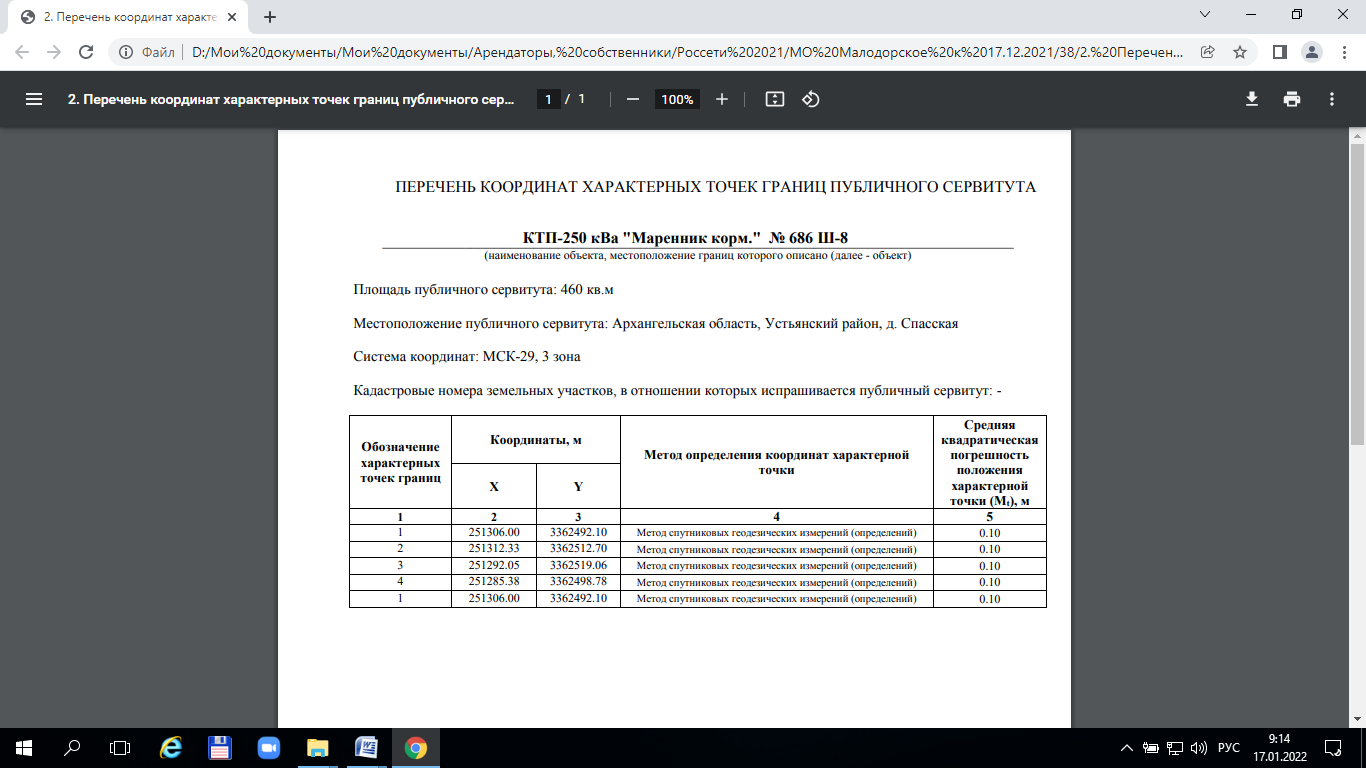 2. Перечень координат характе
Файл D:/Мои%20документы/Мои%20документы/Арендаторы,%20собственники/Россети%202021/МО%20Малодорское%20к%2017.12.2021/38/2.%20Перечен...
2. Перечень координат характерных точек границ публичного сер... 1 / 1 100%
ПЕРЕЧЕНЬ КООРДИНАТ ХАРАКТЕРНЫХ ТОЧЕК ГРАНИЦ ПУБЛИЧНОГО СЕРВИТУТА
КТП-250 кВа "Маренник корм." № 686 Ш-8
(наименование объекта, местоположение границ которого описано (далее - объект)
Площадь публичного сервитута: 460 кв.м
Местоположение публичного сервитута: Архангельская область, Устьянский район, д. Спасская
Система координат: МСК-29, 3 зона
Кадастровые номера земельных участков, в отношении которых испрашивается публичный сервитут: -
Обозначение
характерных
точек границ
Координаты, м
X Y
Метод определения координат характерной
точки
Средняя
квадратическая
погрешность
положения
характерной
точки (Mt), м
1 2 3 4 5
1 251306.00 3362492.10 Метод спутниковых геодезических измерений (определений) 0.10
2 251312.33 3362512.70 Метод спутниковых геодезических измерений (определений) 0.10
3 251292.05 3362519.06 Метод спутниковых геодезических измерений (определений) 0.10
4 251285.38 3362498.78 Метод спутниковых геодезических измерений (определений) 0.10
1 251306.00 3362492.10 Метод спутниковых геодезических измерений (определений) 0.10
РУС
9:14
17.01.2022